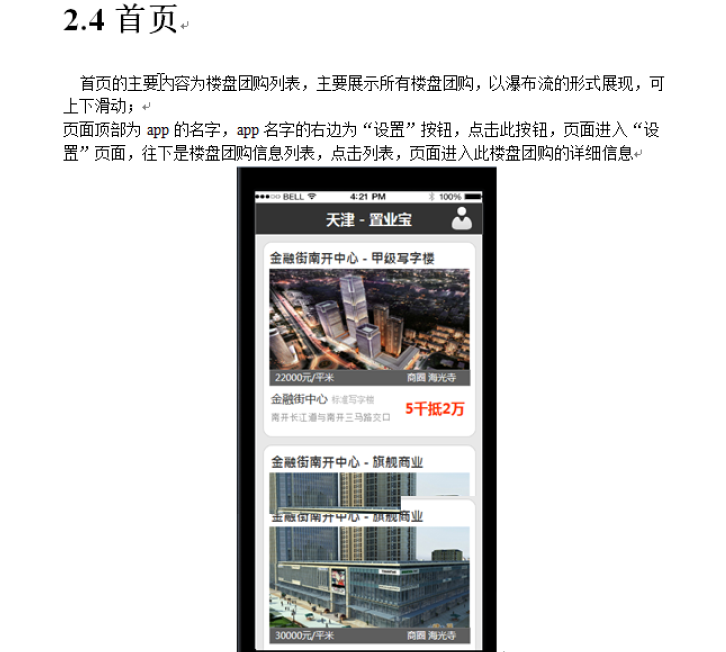 2.4 首页
首页的主要内容为楼盘团购列表，主要展示所有楼盘团购，以瀑布流的形式展现，可
上下滑动；
页面顶部为 app 的名字，app 名字的右边为“设置”按钮，点击此按钮，页面进入“设
置”页面，往下是楼盘团购信息列表，点击列表，页面进入此楼盘团购的详细信息
BELL 4:21 PM 100%
天津 - 置业宝
金融街南开中心 - 甲级写字楼
22000元/平米 商圈 海光寺
金融街中心 标准写字楼
5千抵2万
南开长江道与南开三马路交口
金融街南开中心 - 旗舰商业
金融街南开中心 - 旗舰商业
30000元/平米 商圈 海光寺